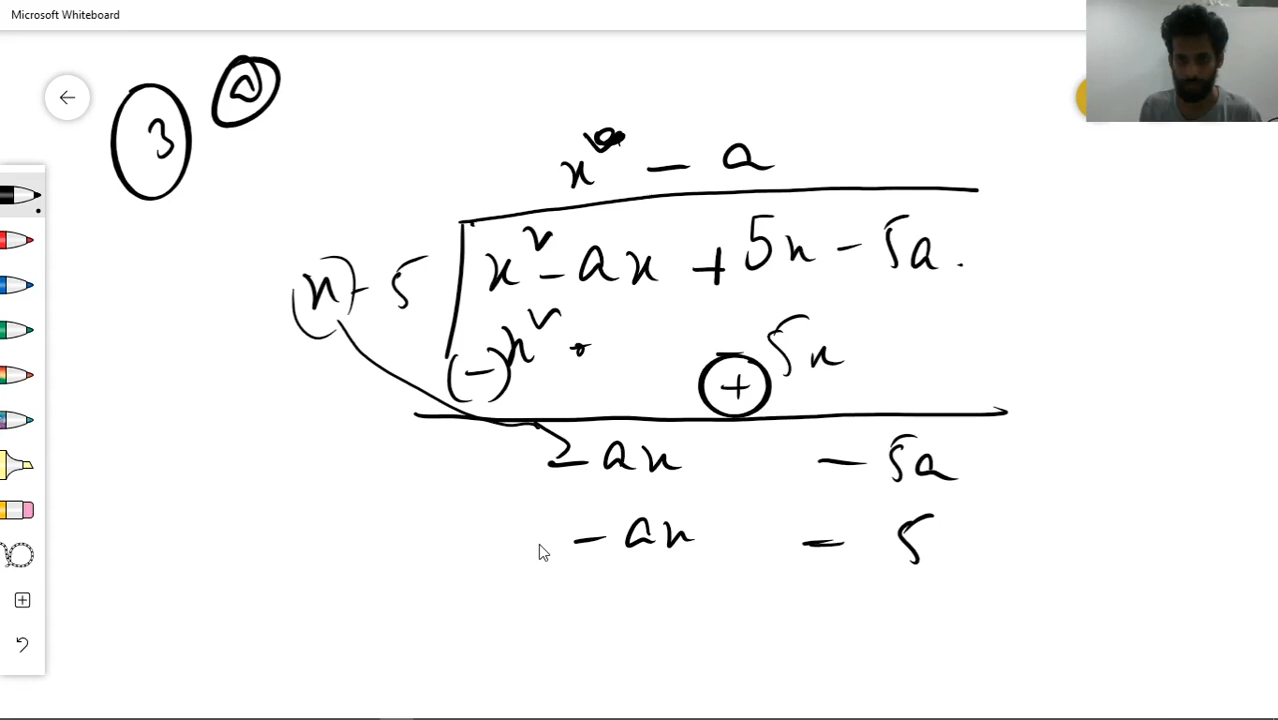 Microsoft Whiteboard
3 a
x - a
x - 5 x² - ax + 5x - 5a.
(-) x² + 5x
- ax - 5a
- ax - 5